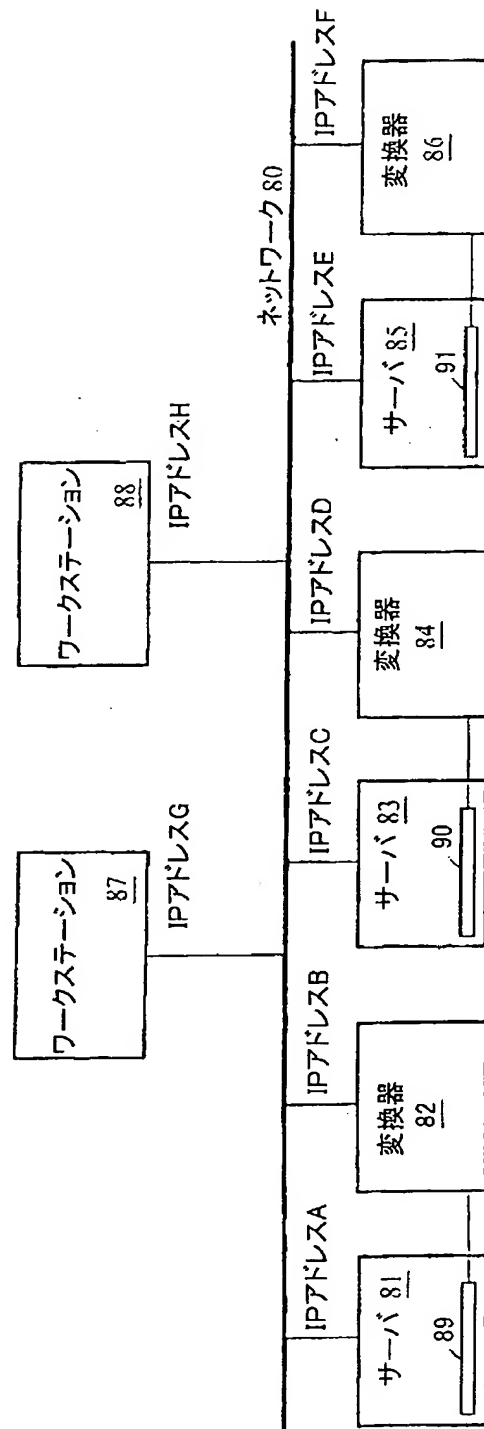 ワークステーション
87
IPアドレスG
ワークステーション
88
IPアドレスH
ネットワーク 80
IPアドレスA
IPアドレスB
IPアドレスC
IPアドレスD
IPアドレスE
IPアドレスF
サーバ 81
89
変換器
82
サーバ 83
90
変換器
84
サーバ 85
91
変換器
86